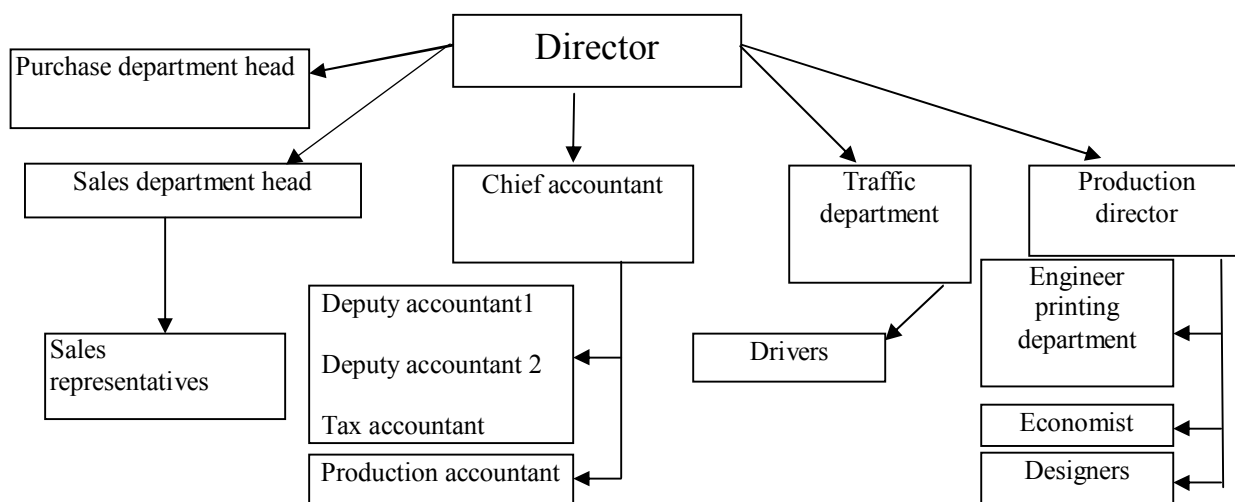 Director
Purchase department head
Sales department head
Chief accountant
Traffic
department
Production
director
Sales
representatives
Deputy accountant1
Deputy accountant 2
Tax accountant
Production accountant
Drivers
Engineer
printing
department
Economist
Designers